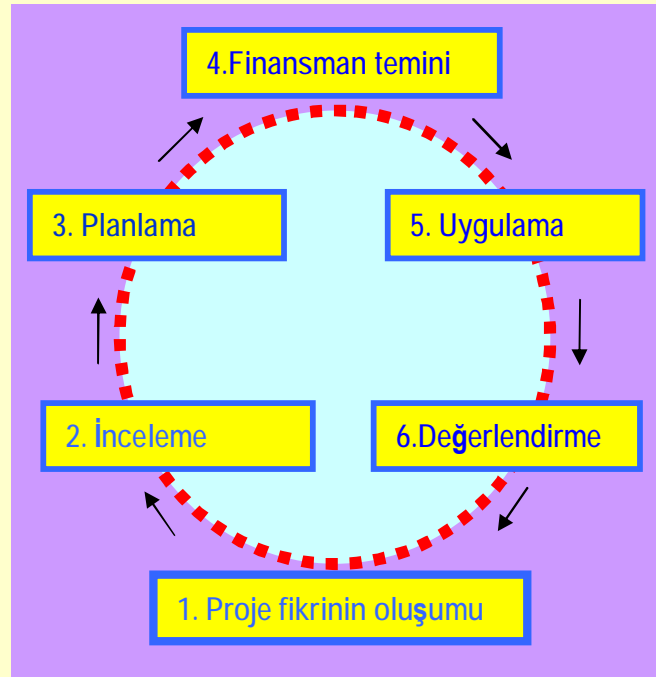 4.Finansman temini
3. Planlama
5. Uygulama
2. İnceleme
6.Değerlendirme
1. Proje fikrinin oluşumu